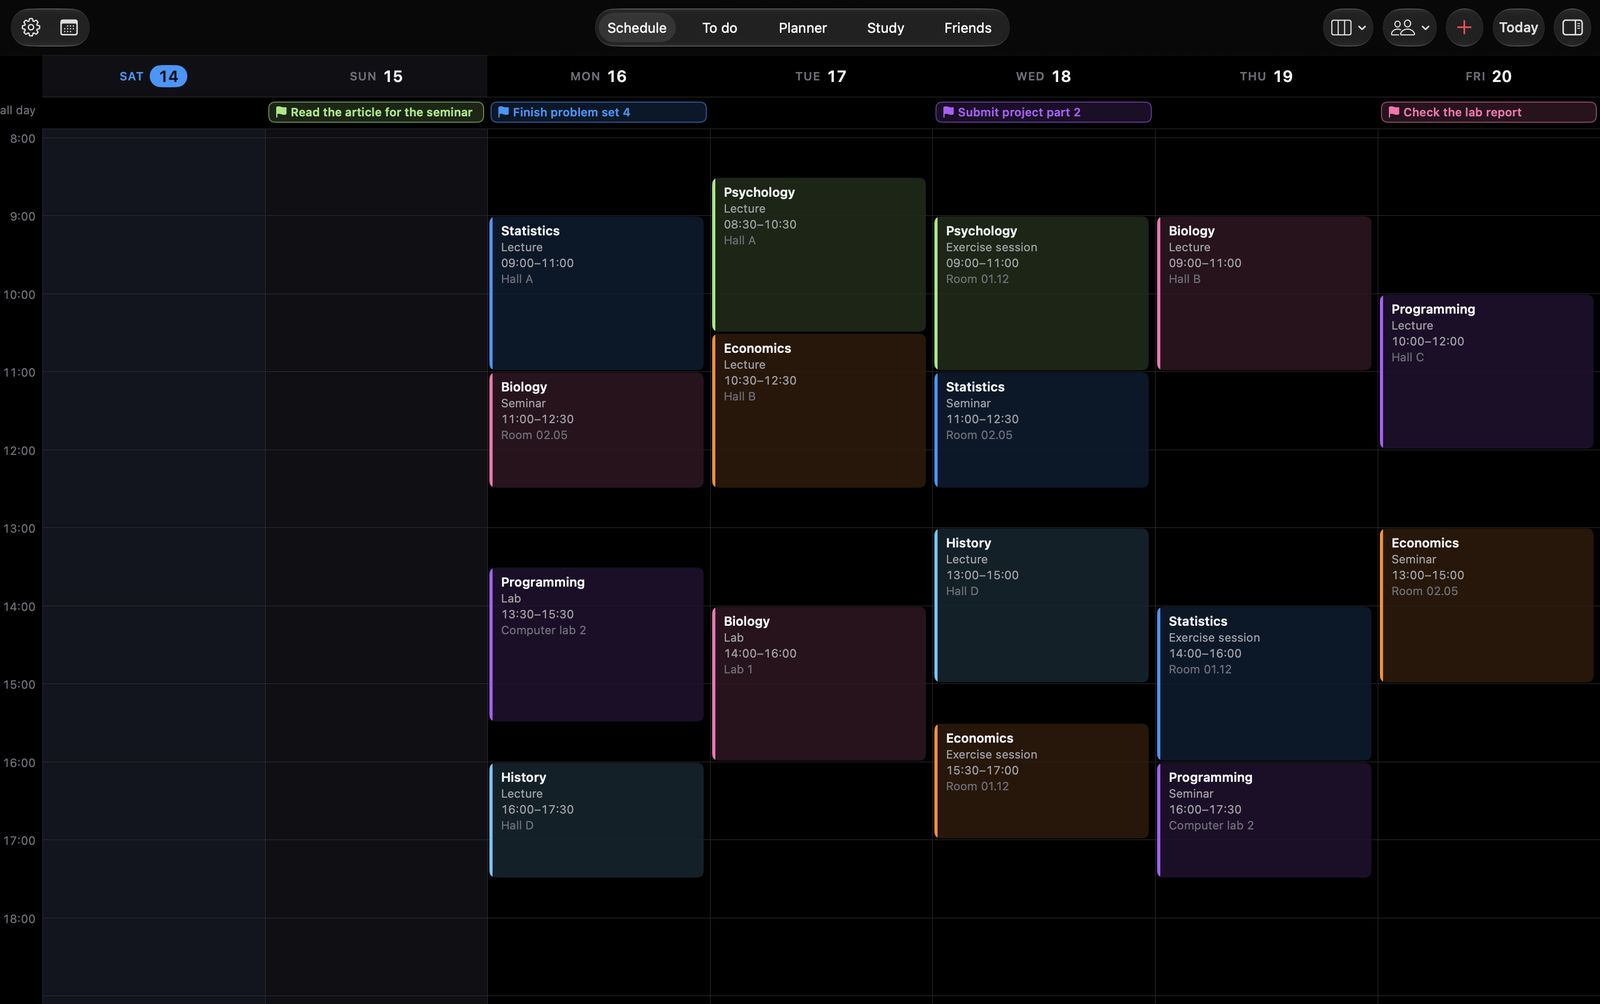 Schedule
To do
Planner
Study
Friends
Today
SAT 14
SUN 15
MON 16
TUE 17
WED 18
THU 19
FRI 20
all day
Read the article for the seminar
Finish problem set 4
Submit project part 2
Check the lab report
8:00
9:00
10:00
11:00
12:00
13:00
14:00
15:00
16:00
17:00
18:00
Statistics
Lecture
09:00–11:00
Hall A
Biology
Seminar
11:00–12:30
Room 02.05
Programming
Lab
13:30–15:30
Computer lab 2
History
Lecture
16:00–17:30
Hall D
Psychology
Lecture
08:30–10:30
Hall A
Economics
Lecture
10:30–12:30
Hall B
Biology
Lab
14:00–16:00
Lab 1
Psychology
Exercise session
09:00–11:00
Room 01.12
Statistics
Seminar
11:00–12:30
Room 02.05
History
Lecture
13:00–15:00
Hall D
Economics
Exercise session
15:30–17:00
Room 01.12
Biology
Lecture
09:00–11:00
Hall B
Statistics
Exercise session
14:00–16:00
Room 01.12
Programming
Seminar
16:00–17:30
Computer lab 2
Programming
Lecture
10:00–12:00
Hall C
Economics
Seminar
13:00–15:00
Room 02.05